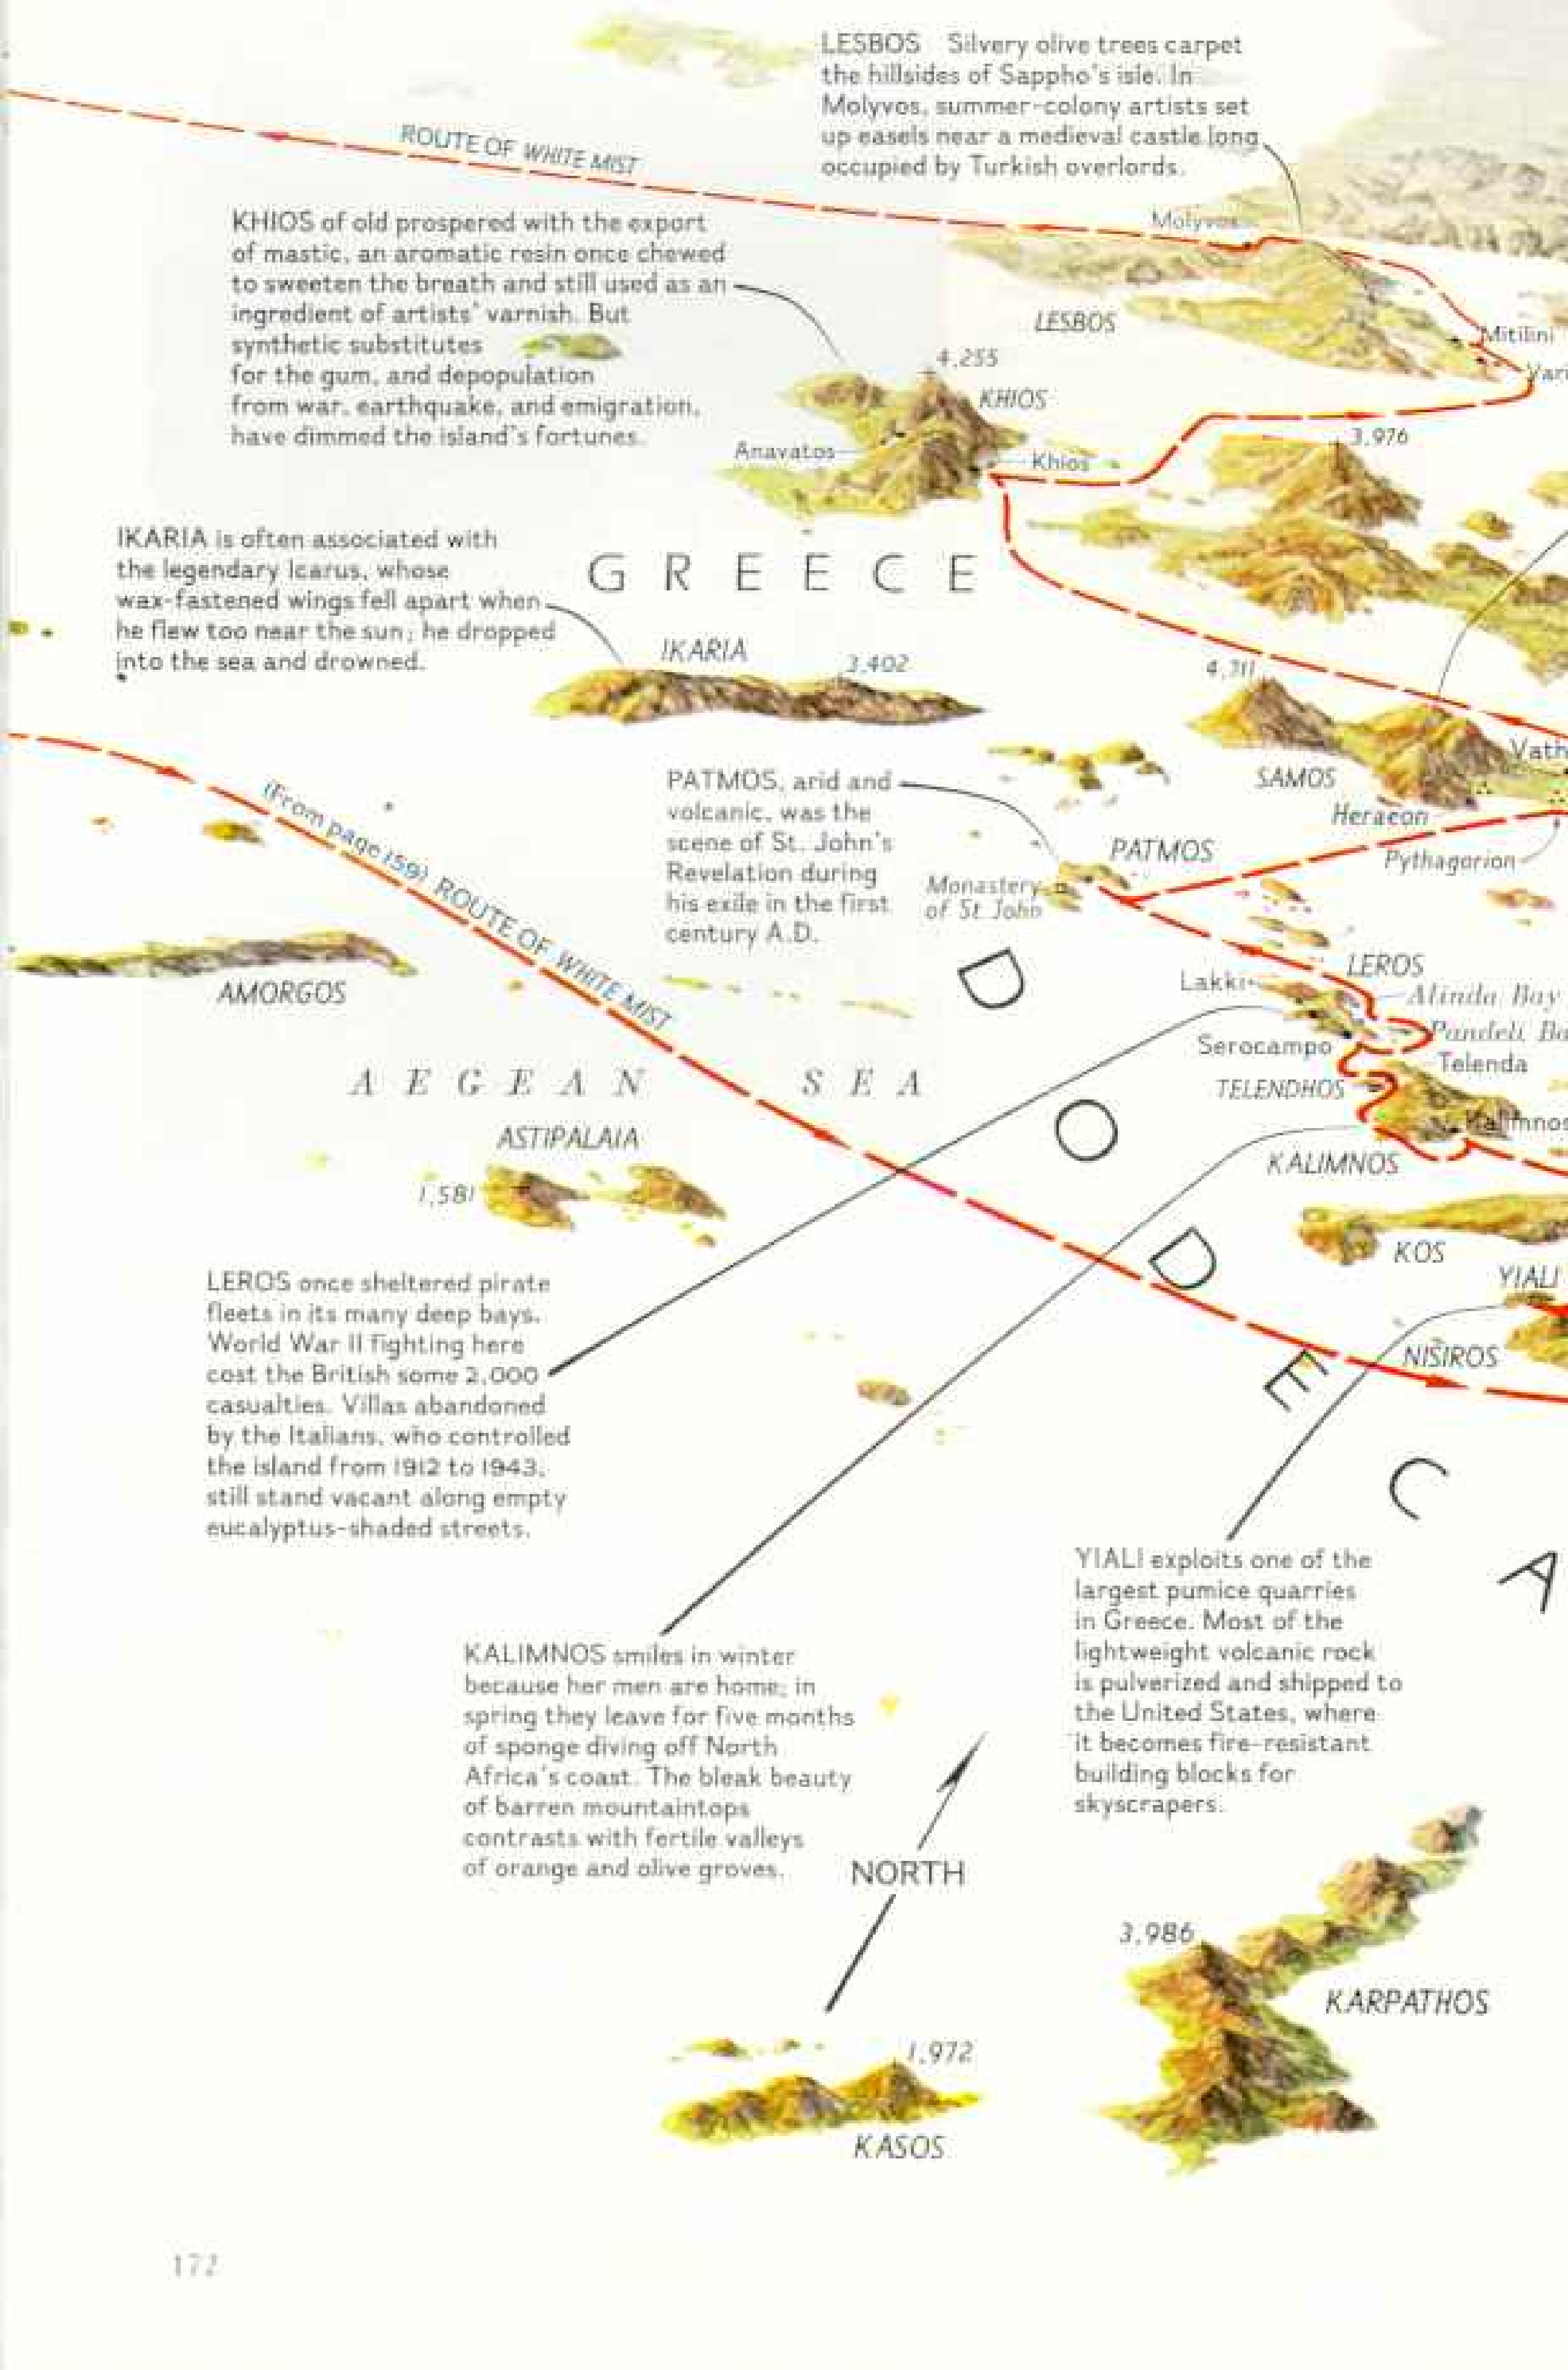 LESBOS Silvery olive trees carpet
the hillsides of Sappho's isle. In
Molyvos, summer-colony artists set
up easels near a medieval castle long
occupied by Turkish overlords.
ROUTE OF WHITE MIST
Molyvos
KHIOS of old prospered with the export
of mastic, an aromatic resin once chewed
to sweeten the breath and still used as an
ingredient of artists' varnish. But
synthetic substitutes
for the gum, and depopulation
from war, earthquake, and emigration,
have dimmed the island's fortunes.
LESBOS
Mitilini
Vari
4,255
KHIOS
3,976
Anavatos
Khios
IKARIA is often associated with
the legendary Icarus, whose
wax-fastened wings fell apart when
he flew too near the sun; he dropped
into the sea and drowned.
GREECE
IKARIA
3,402
4,711
Vath
SAMOS
Heraeon
Pythagorion
PATMOS, arid and
volcanic, was the
scene of St. John's
Revelation during
his exile in the first
century A.D.
PATMOS
Monastery
of St John
(From page 159) ROUTE OF WHITE MIST
AMORGOS
LEROS
Lakki
Alinda Bay
Pandeli Ba
Serocampo
Telenda
TELENDHOS
Kalimnos
KALIMNOS
AEGEAN SEA
ASTIPALAIA
1,581
KOS
YIALI
NISIROS
D O D E C A
LEROS once sheltered pirate
fleets in its many deep bays.
World War II fighting here
cost the British some 2,000
casualties. Villas abandoned
by the Italians, who controlled
the island from 1912 to 1943,
still stand vacant along empty
eucalyptus-shaded streets.
YIALI exploits one of the
largest pumice quarries
in Greece. Most of the
lightweight volcanic rock
is pulverized and shipped to
the United States, where
it becomes fire-resistant
building blocks for
skyscrapers.
KALIMNOS smiles in winter
because her men are home; in
spring they leave for five months
of sponge diving off North
Africa's coast. The bleak beauty
of barren mountaintops
contrasts with fertile valleys
of orange and olive groves.
NORTH
3,986
KARPATHOS
1,972
KASOS
172